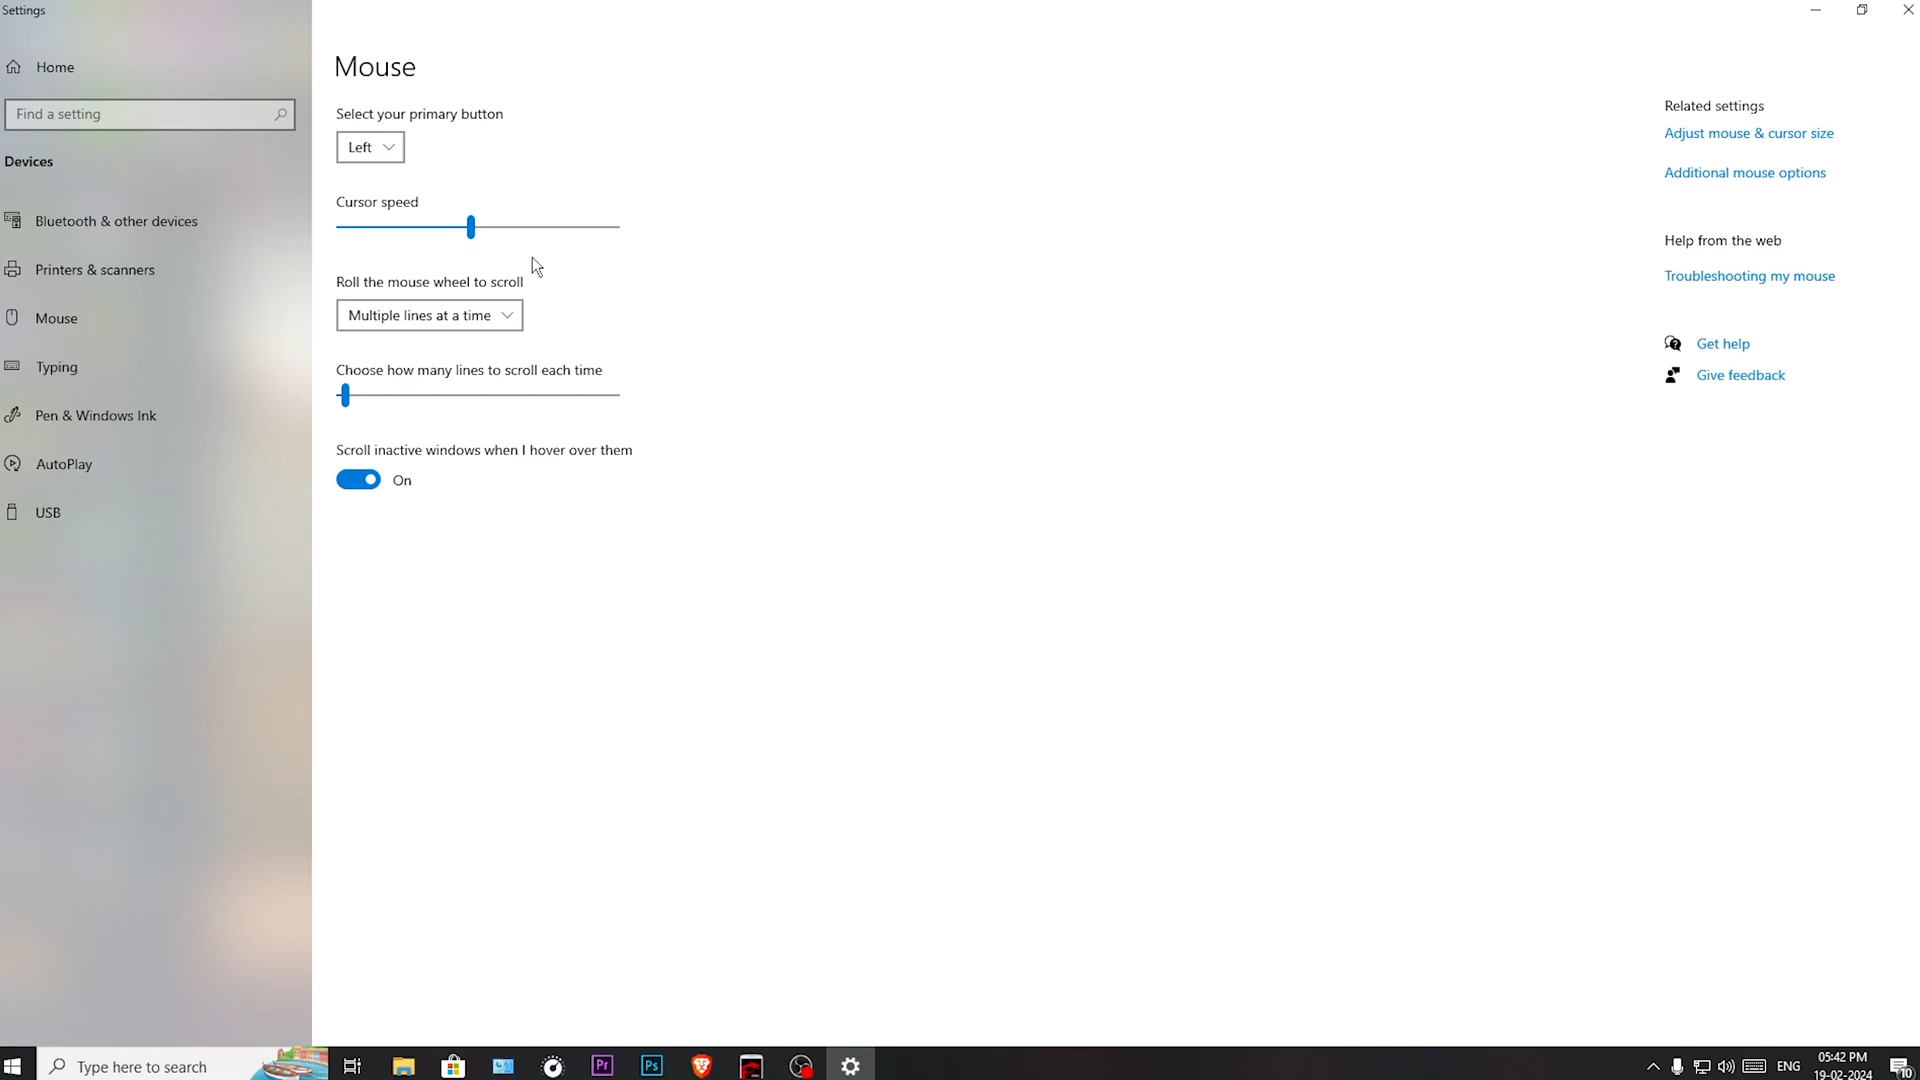 Settings
Home
Find a setting
Devices
Bluetooth & other devices
Printers & scanners
Mouse
Typing
Pen & Windows Ink
AutoPlay
USB
Mouse
Select your primary button
Left
Cursor speed
Roll the mouse wheel to scroll
Multiple lines at a time
Choose how many lines to scroll each time
Scroll inactive windows when I hover over them
On
Related settings
Adjust mouse & cursor size
Additional mouse options
Help from the web
Troubleshooting my mouse
Get help
Give feedback
Type here to search
Pr
Ps
ENG
05:42 PM
19-02-2024
10